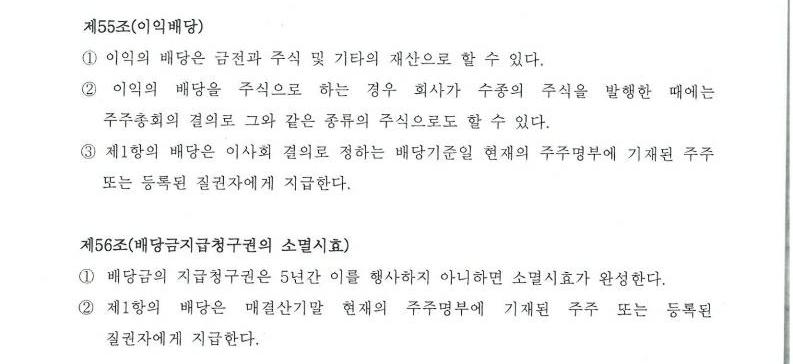 제55조(이익배당)
① 이익의 배당은 금전과 주식 및 기타의 재산으로 할 수 있다.
② 이익의 배당을 주식으로 하는 경우 회사가 수종의 주식을 발행한 때에는
주주총회의 결의로 그와 같은 종류의 주식으로도 할 수 있다.
③ 제1항의 배당은 이사회 결의로 정하는 배당기준일 현재의 주주명부에 기재된 주주
또는 등록된 질권자에게 지급한다.
제56조(배당금지급청구권의 소멸시효)
① 배당금의 지급청구권은 5년간 이를 행사하지 아니하면 소멸시효가 완성한다.
② 제1항의 배당은 매결산기말 현재의 주주명부에 기재된 주주 또는 등록된
질권자에게 지급한다.